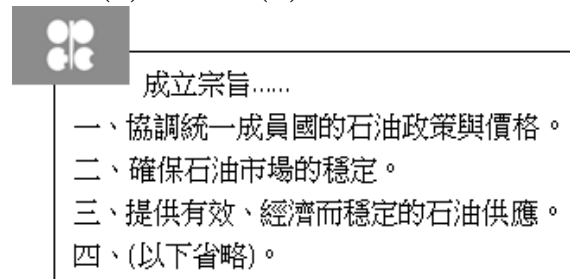 成立宗旨......
一、協調統一成員國的石油政策與價格。
二、確保石油市場的穩定。
三、提供有效、經濟而穩定的石油供應。
四、(以下省略)。